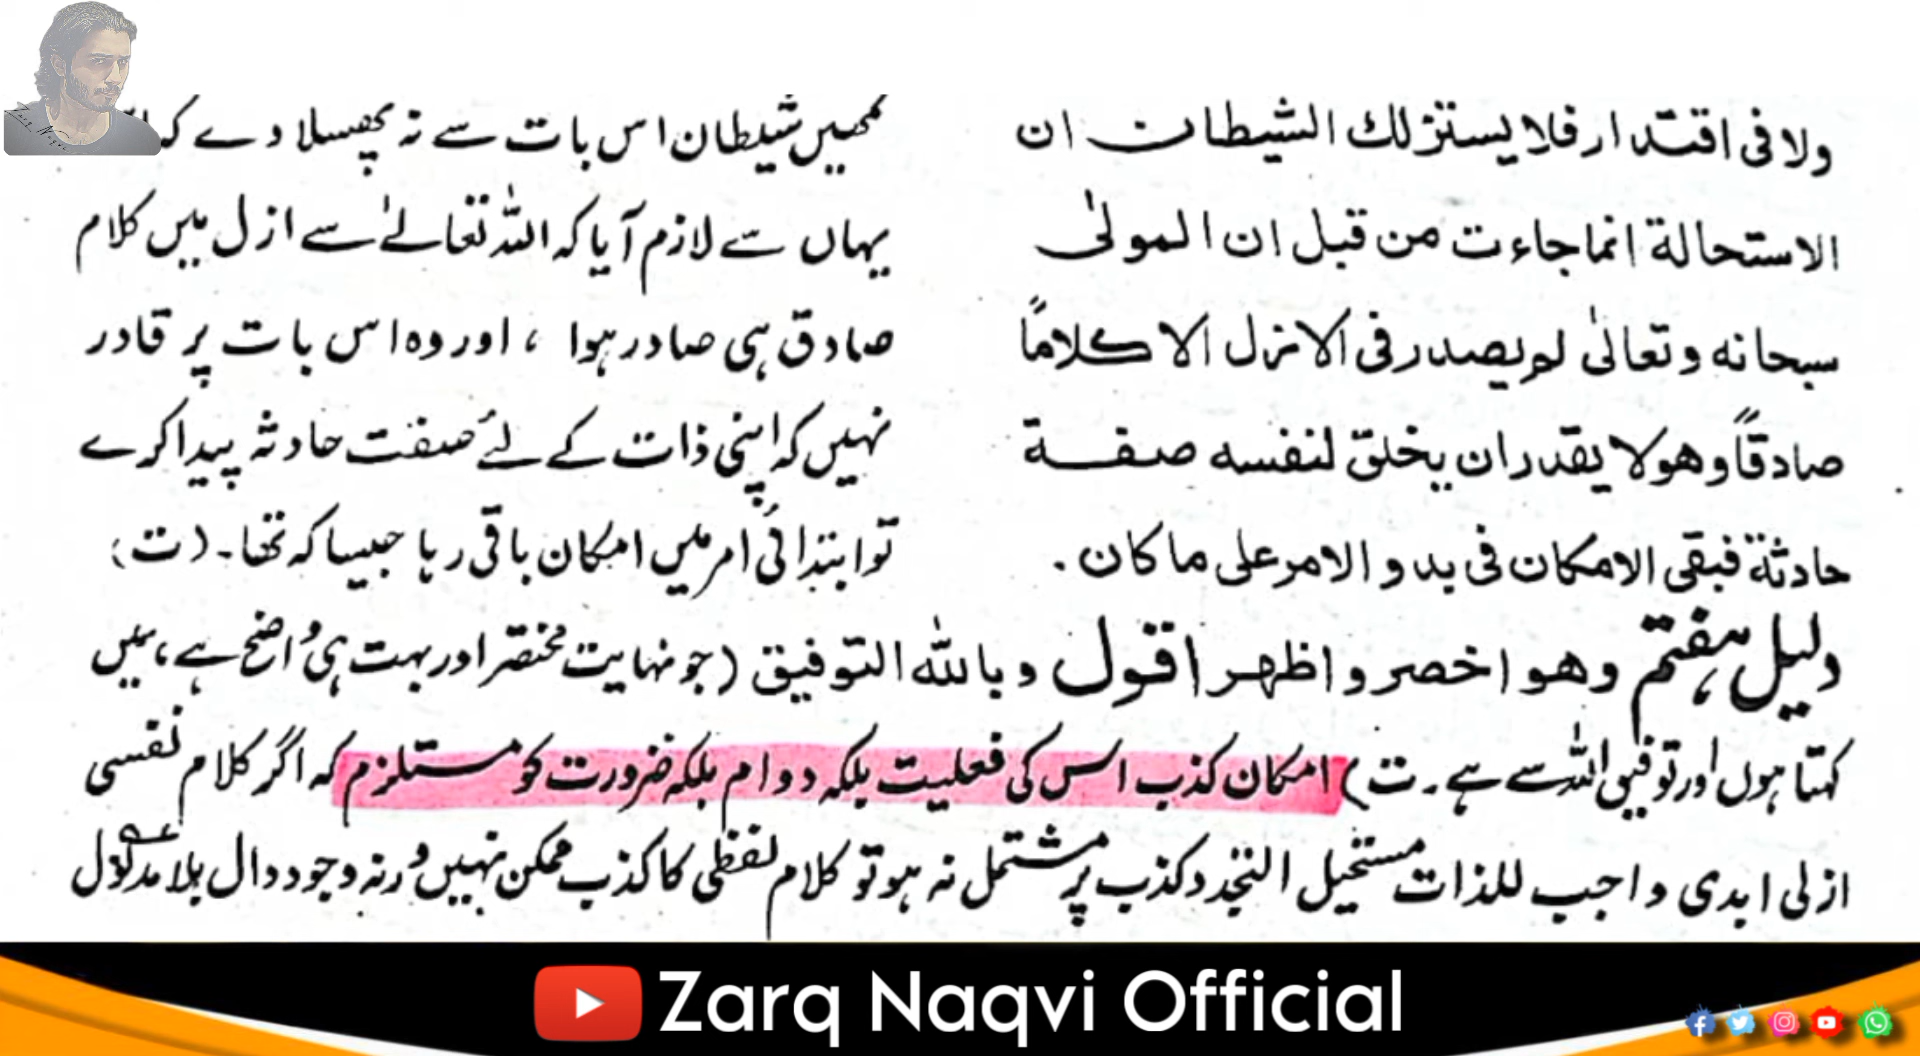 ولا فی اقتدار فلا یستنزلك الشیطان ان
الاستحالة انما جاءت من قبل ان المولٰی
سبحانه وتعالٰی لم یصدر فی الازل الا کلاماً
صادقاً وھو لا یقدر ان یخلق لنفسه صفة
حادثة فبقی الامکان فی بدو الامر علی ما کان .
تمھیں شیطان اس بات سے نہ پھسلا دے کہ
یہاں سے لازم آیا کہ اللہ تعالےٰ سے ازل میں کلام
صادق ہی صادر ہوا ، اور وہ اس بات پر قادر
نہیں کہ اپنی ذات کے لئے صفت حادثہ پیدا کرے
تو ابتدائی امر میں امکان باقی رہا جیسا کہ تھا۔ (ت)
دلیل ہفتم وھو اخصر و اظھر اقول و باللہ التوفیق (جو نہایت مختصر اور بہت ہی واضح ہے، میں
کہتا ہوں اور توفیق اللہ سے ہے۔ ت) امکان کذب اس کی فعلیت بلکہ دوام بلکہ ضرورت کو مستلزم کہ اگر کلام نفسی
ازلی ابدی واجب للذات مستحیل التجدد کذب پر مشتمل نہ ہو تو کلام لفظی کا کذب ممکن نہیں ورنہ وجود دال بلا مدلول
Zarq Naqvi Official